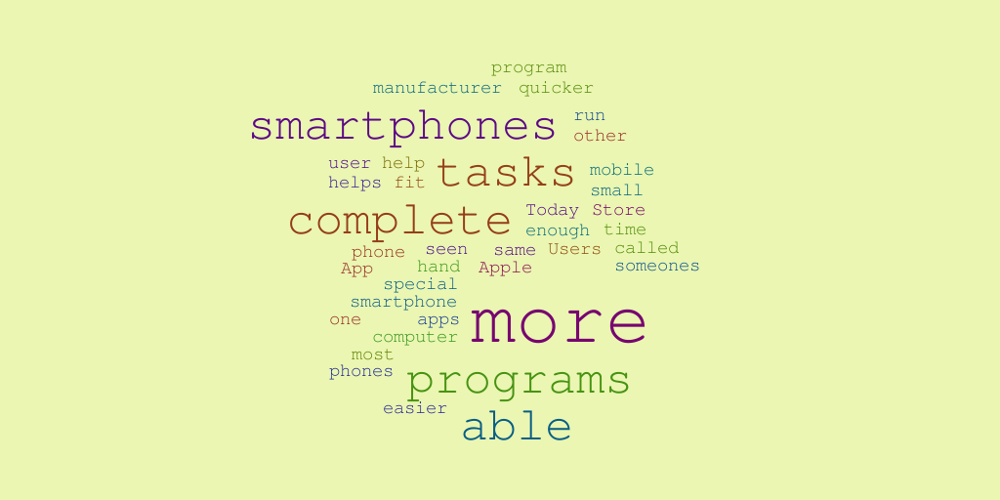 program
manufacturer quicker
smartphones run
other
user help tasks mobile
helps fit small
complete Today Store
enough time
phone seen same Users called
App hand Apple someones
special
smartphone
one apps more
computer
most
phones programs
easier
able